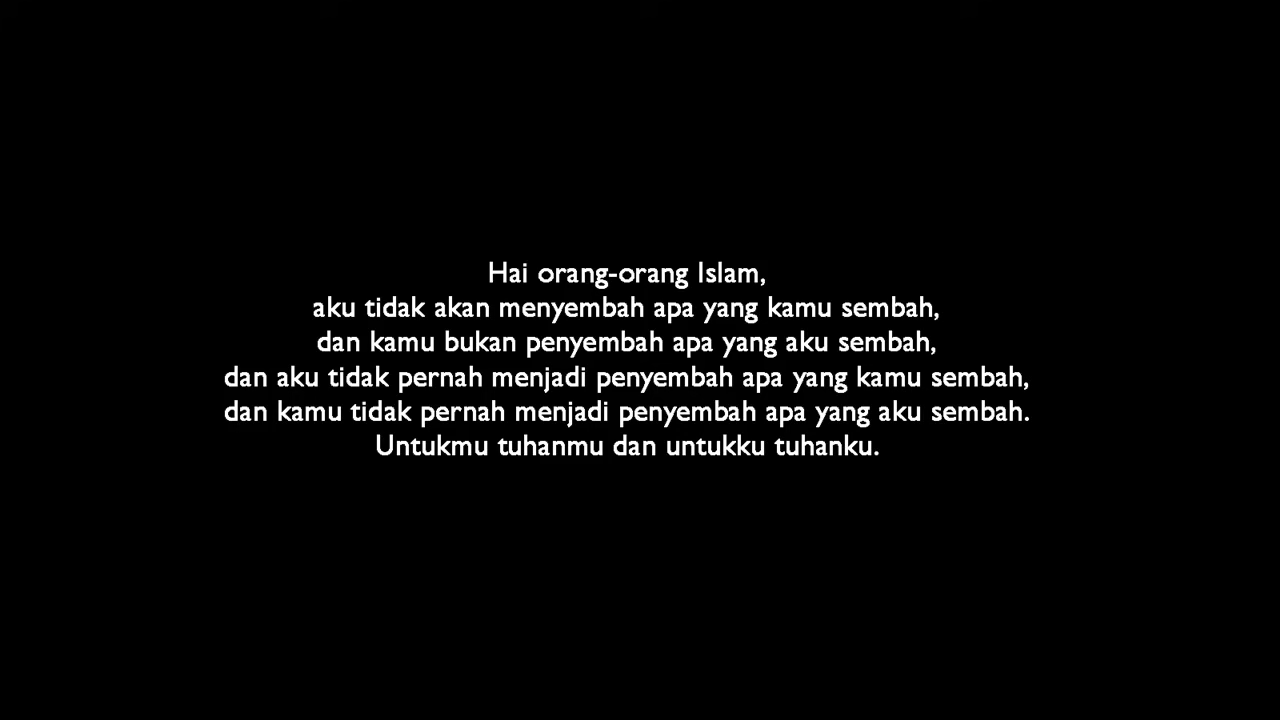 Hai orang-orang Islam,
aku tidak akan menyembah apa yang kamu sembah,
dan kamu bukan penyembah apa yang aku sembah,
dan aku tidak pernah menjadi penyembah apa yang kamu sembah,
dan kamu tidak pernah menjadi penyembah apa yang aku sembah.
Untukmu tuhanmu dan untukku tuhanku.